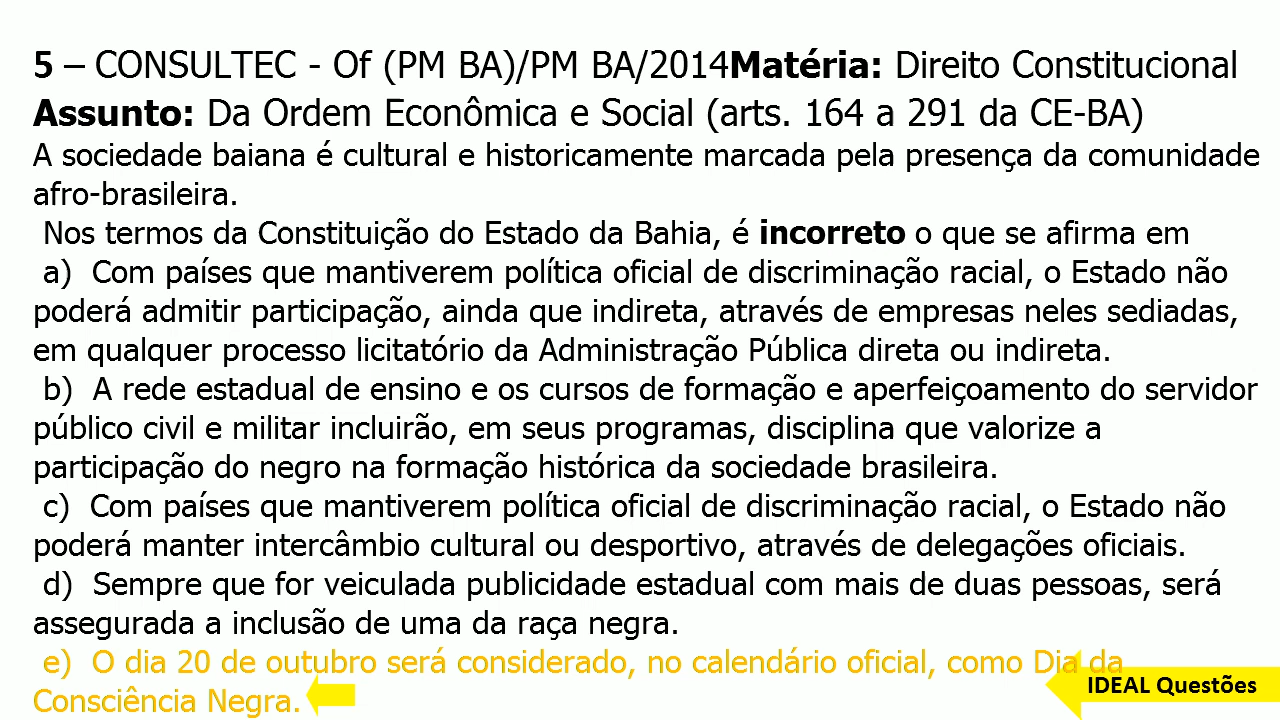 5 – CONSULTEC - Of (PM BA)/PM BA/2014Matéria: Direito Constitucional
Assunto: Da Ordem Econômica e Social (arts. 164 a 291 da CE-BA)
A sociedade baiana é cultural e historicamente marcada pela presença da comunidade
afro-brasileira.
Nos termos da Constituição do Estado da Bahia, é incorreto o que se afirma em
a) Com países que mantiverem política oficial de discriminação racial, o Estado não
poderá admitir participação, ainda que indireta, através de empresas neles sediadas,
em qualquer processo licitatório da Administração Pública direta ou indireta.
b) A rede estadual de ensino e os cursos de formação e aperfeiçoamento do servidor
público civil e militar incluirão, em seus programas, disciplina que valorize a
participação do negro na formação histórica da sociedade brasileira.
c) Com países que mantiverem política oficial de discriminação racial, o Estado não
poderá manter intercâmbio cultural ou desportivo, através de delegações oficiais.
d) Sempre que for veiculada publicidade estadual com mais de duas pessoas, será
assegurada a inclusão de uma da raça negra.
e) O dia 20 de outubro será considerado, no calendário oficial, como Dia da
Consciência Negra.
IDEAL Questões